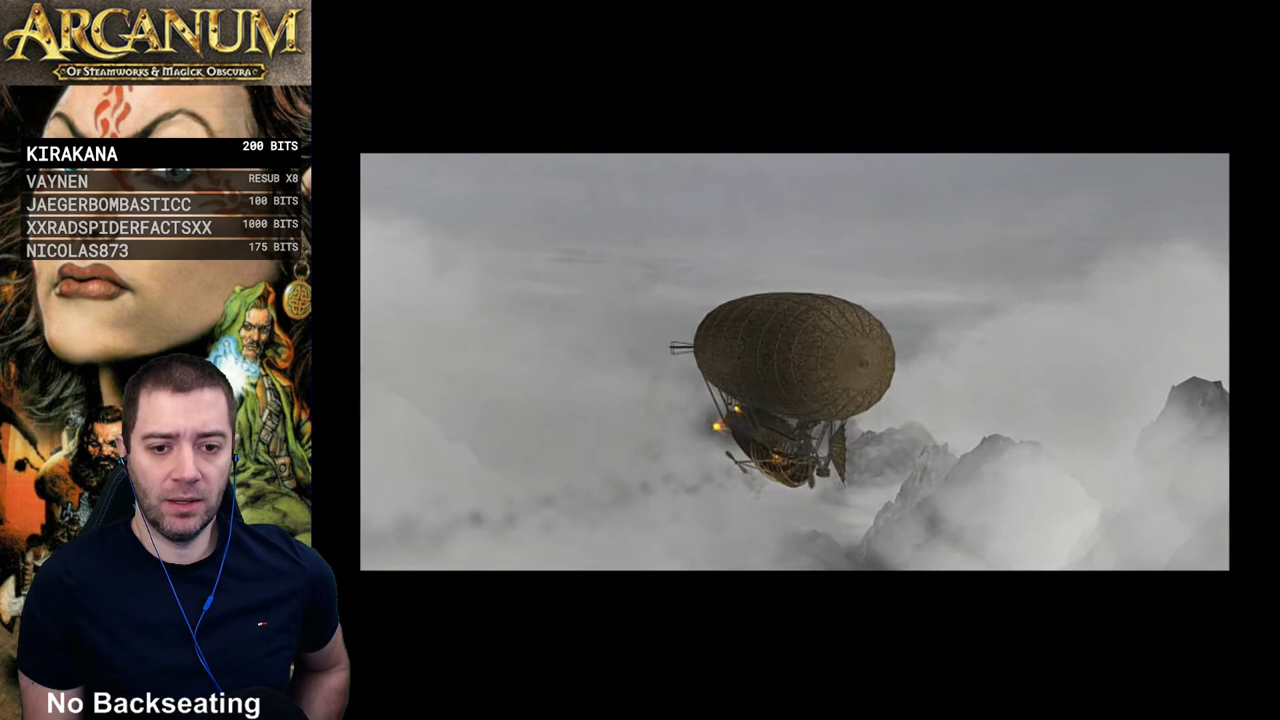 ARCANUM
OF STEAMWORKS & MAGICK OBSCURA
KIRAKANA 200 BITS
VAYNEN RESUB X8
JAEGERBOMBASTICC 100 BITS
XXRADSPIDERFACTSXX 1000 BITS
NICOLAS873 175 BITS
No Backseating